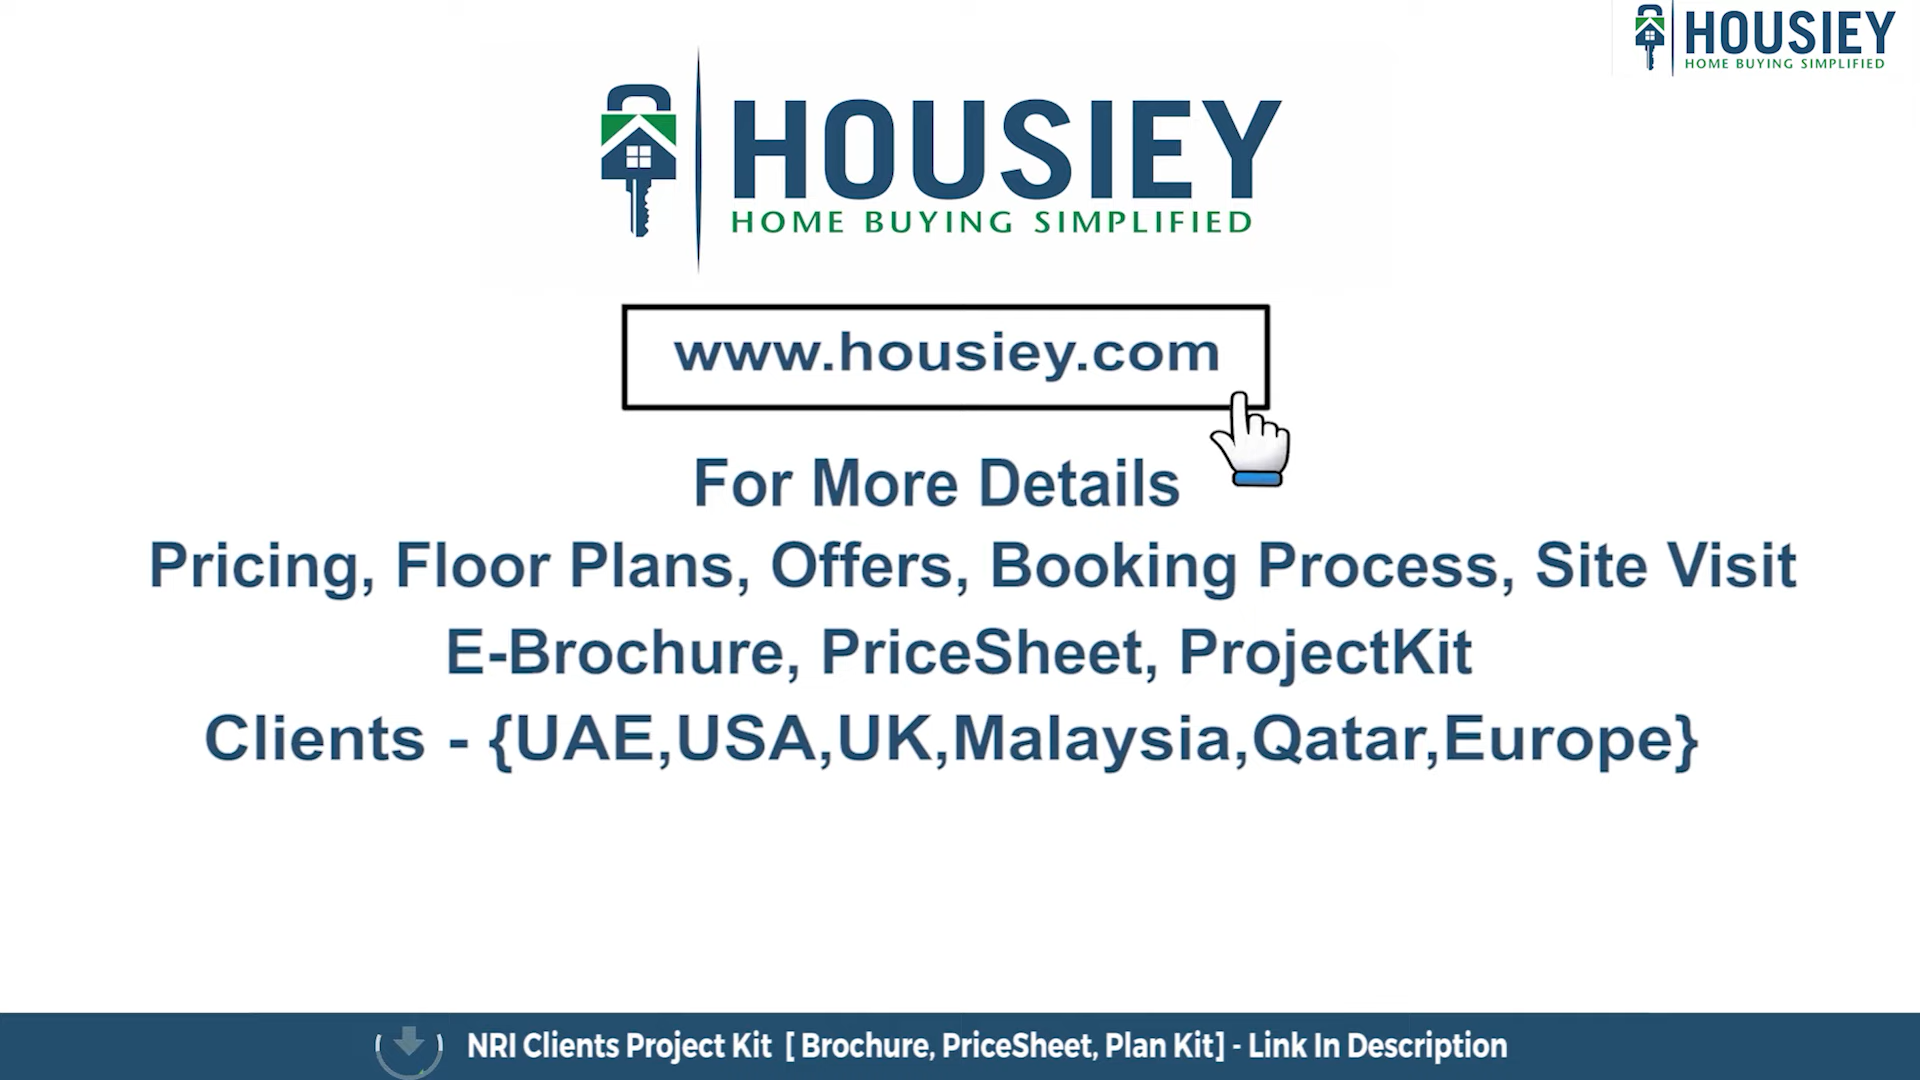 HOUSIEY
HOME BUYING SIMPLIFIED
HOUSIEY
HOME BUYING SIMPLIFIED
www.housiey.com
For More Details
Pricing, Floor Plans, Offers, Booking Process, Site Visit
E-Brochure, PriceSheet, ProjectKit
Clients - {UAE,USA,UK,Malaysia,Qatar,Europe}
NRI Clients Project Kit [ Brochure, PriceSheet, Plan Kit] - Link In Description